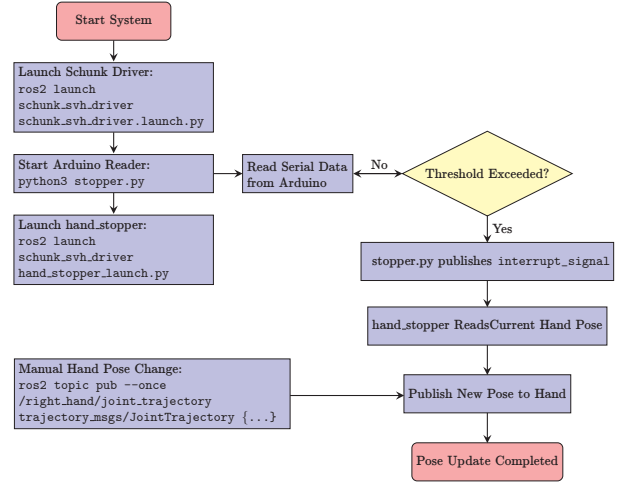 Start System
Launch Schunk Driver:
ros2 launch
schunk_svh_driver
schunk_svh_driver.launch.py
Start Arduino Reader:
python3 stopper.py
Read Serial Data
from Arduino
No
Threshold Exceeded?
Launch hand_stopper:
ros2 launch
schunk_svh_driver
hand_stopper_launch.py
Yes
stopper.py publishes interrupt_signal
hand_stopper ReadsCurrent Hand Pose
Manual Hand Pose Change:
ros2 topic pub --once
/right_hand/joint_trajectory
trajectory_msgs/JointTrajectory {...}
Publish New Pose to Hand
Pose Update Completed